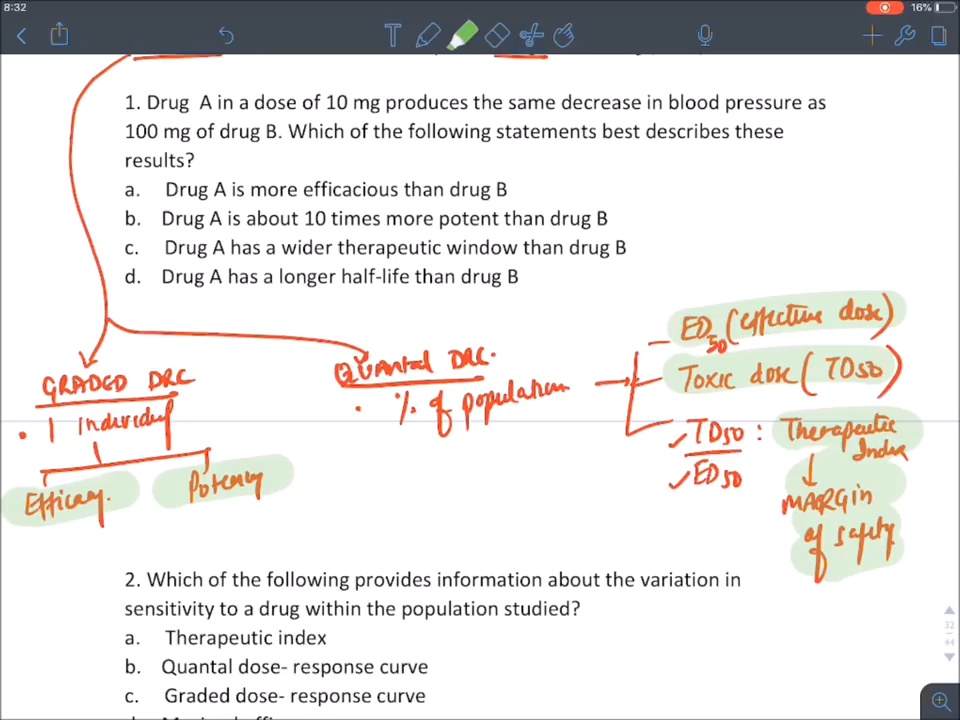 8:32
16%
T
1. Drug A in a dose of 10 mg produces the same decrease in blood pressure as
100 mg of drug B. Which of the following statements best describes these
results?
a. Drug A is more efficacious than drug B
b. Drug A is about 10 times more potent than drug B
c. Drug A has a wider therapeutic window than drug B
d. Drug A has a longer half-life than drug B
GRADED DRC
• 1 individual
Efficacy.
Potency
Quantal DRC.
• % of population
ED50 (effective dose)
Toxic dose (TD50)
✓ TD50 : Therapeutic
Index
✓ ED50
↓
MARGin
of safety
2. Which of the following provides information about the variation in
sensitivity to a drug within the population studied?
a. Therapeutic index
b. Quantal dose- response curve
c. Graded dose- response curve
32
44